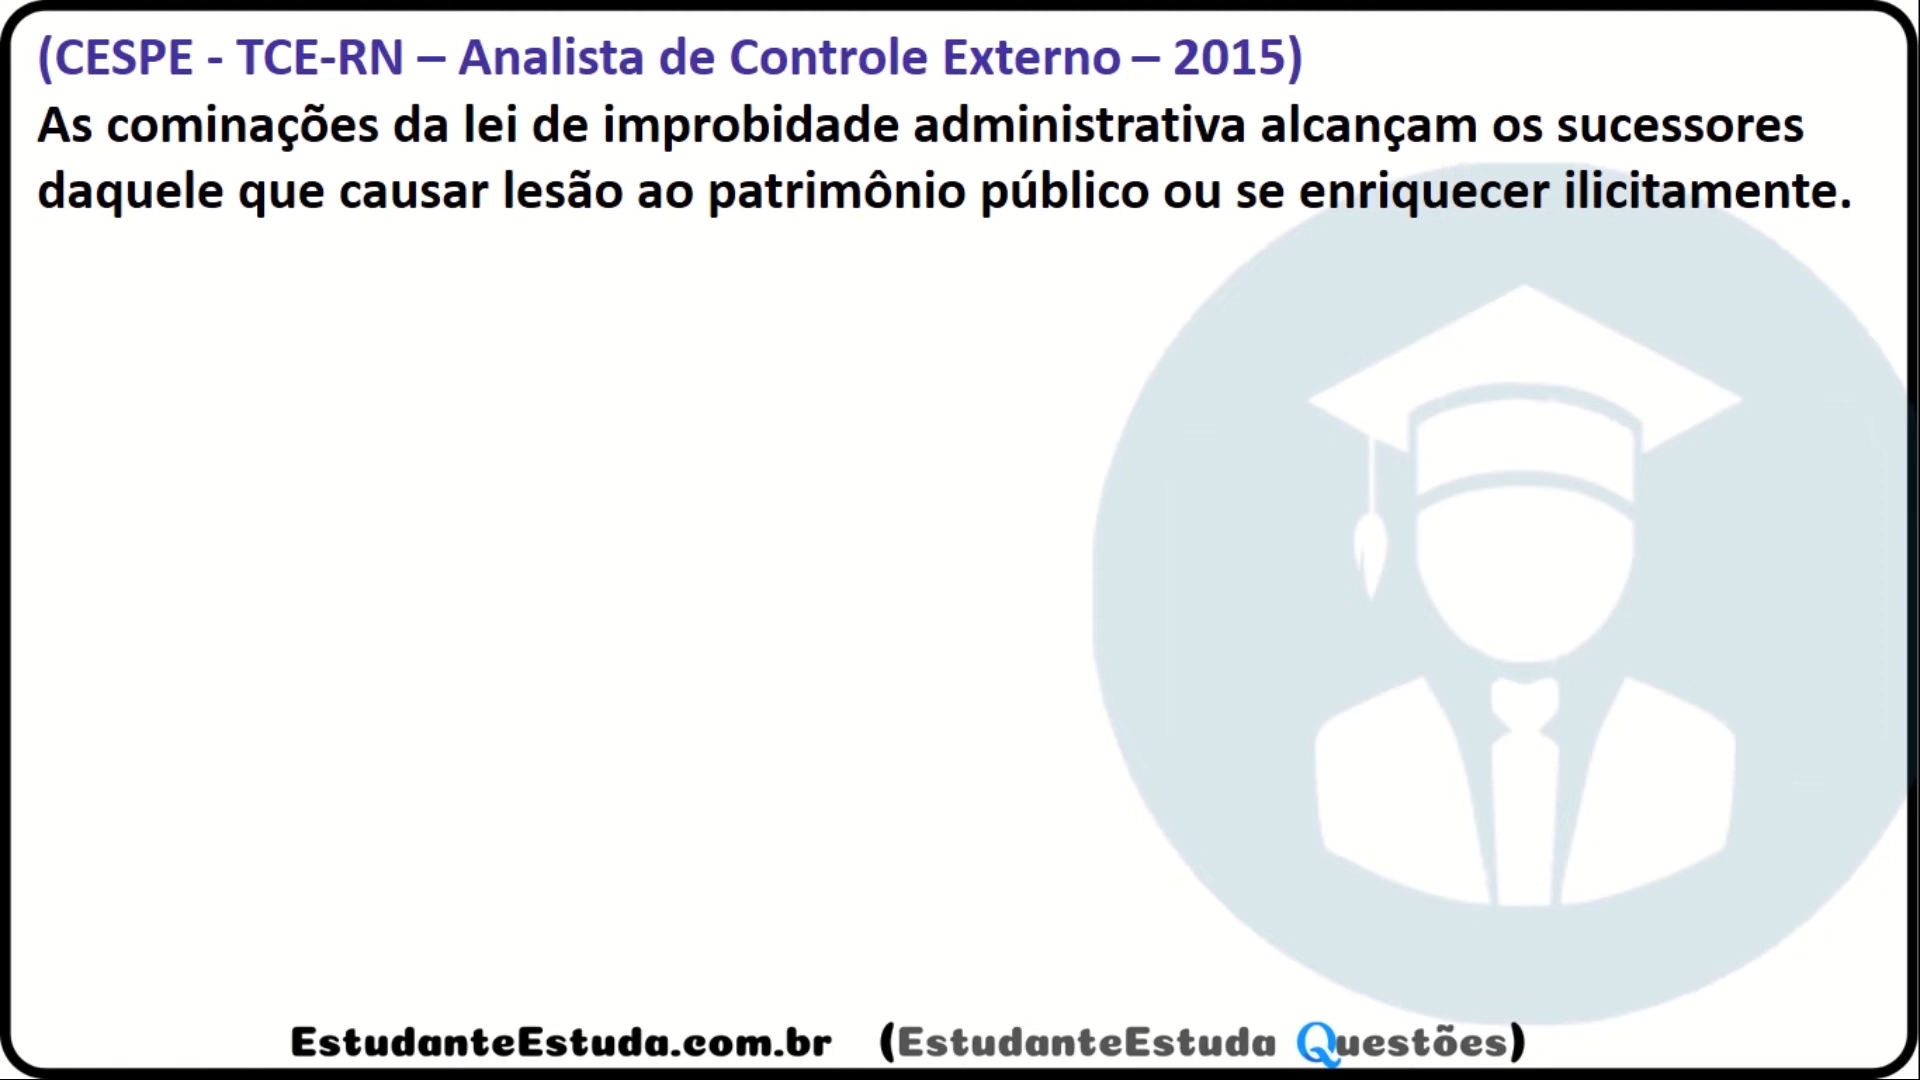 (CESPE - TCE-RN – Analista de Controle Externo – 2015)
As cominações da lei de improbidade administrativa alcançam os sucessores
daquele que causar lesão ao patrimônio público ou se enriquecer ilicitamente.
EstudanteEstuda.com.br (EstudanteEstuda Questões)